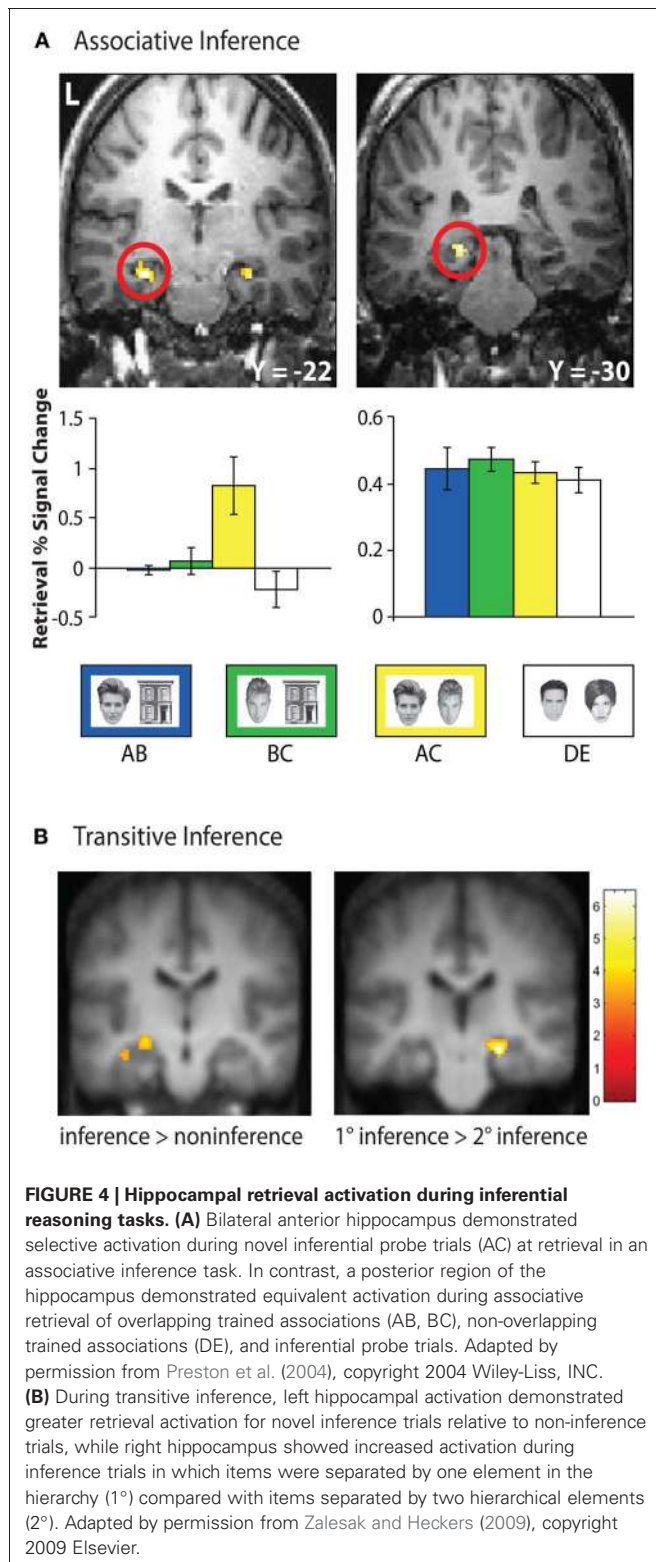 A Associative Inference
L
Y = -22
Y = -30
Retrieval % Signal Change
1.5
1
0.5
0
-0.5
0.6
0.4
0.2
0
AB
BC
AC
DE
B Transitive Inference
6
5
4
3
2
1
0
inference > noninference
1° inference > 2° inference
FIGURE 4 | Hippocampal retrieval activation during inferential
reasoning tasks. (A) Bilateral anterior hippocampus demonstrated
selective activation during novel inferential probe trials (AC) at retrieval in an
associative inference task. In contrast, a posterior region of the
hippocampus demonstrated equivalent activation during associative
retrieval of overlapping trained associations (AB, BC), non-overlapping
trained associations (DE), and inferential probe trials. Adapted by
permission from Preston et al. (2004), copyright 2004 Wiley-Liss, INC.
(B) During transitive inference, left hippocampal activation demonstrated
greater retrieval activation for novel inference trials relative to non-inference
trials, while right hippocampus showed increased activation during
inference trials in which items were separated by one element in the
hierarchy (1°) compared with items separated by two hierarchical elements
(2°). Adapted by permission from Zalesak and Heckers (2009), copyright
2009 Elsevier.